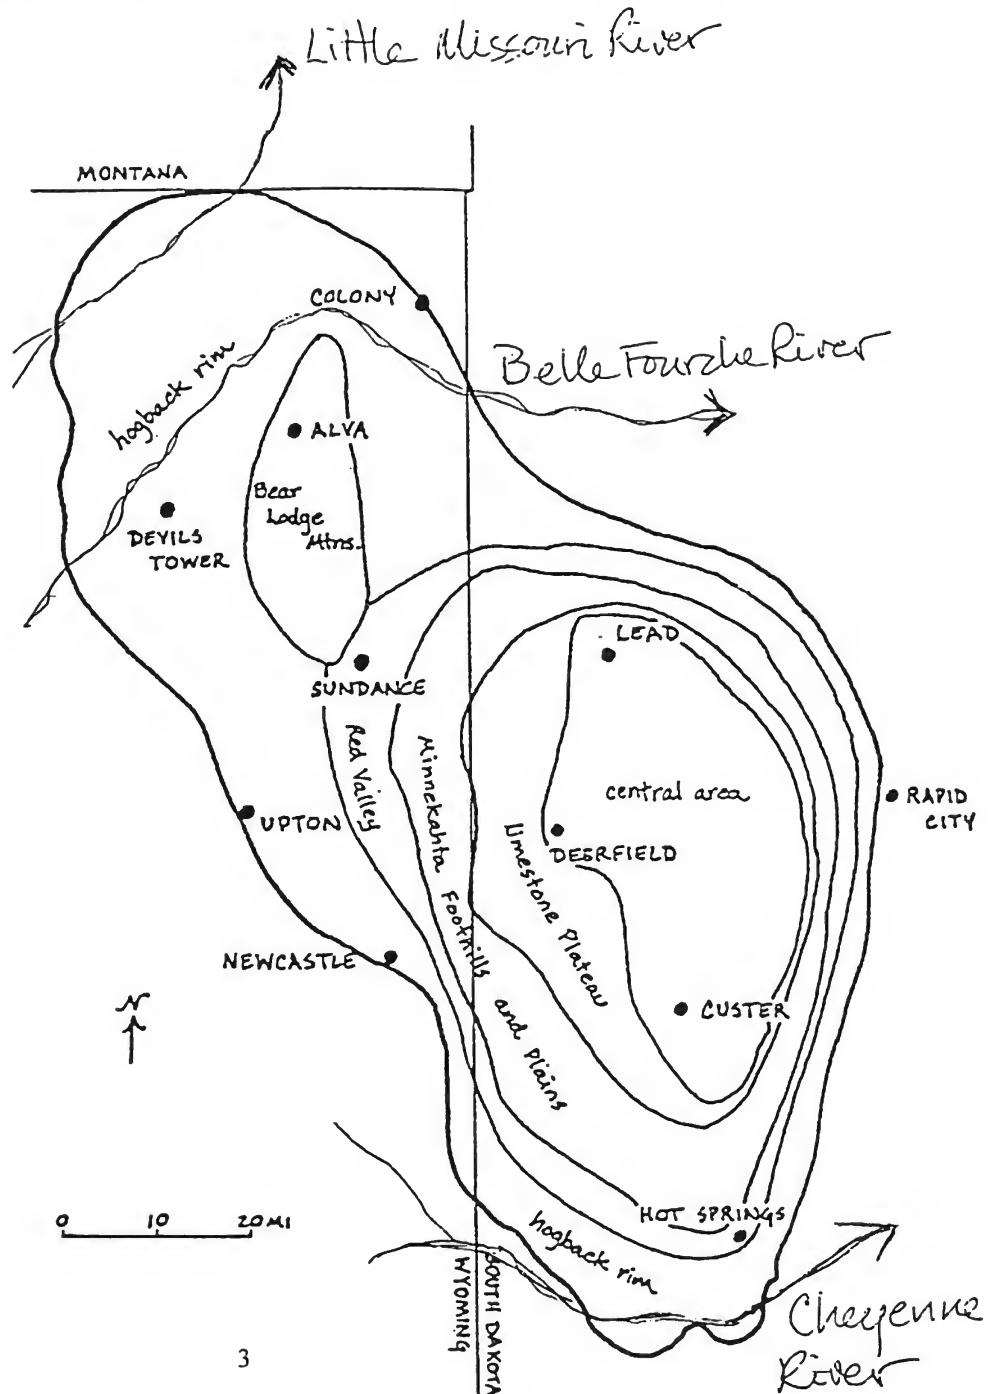 Little Missouri River
MONTANA
COLONY
Belle Fourche River
hogback rim
ALVA
Bear
Lodge
Mtns.
DEVILS
TOWER
LEAD
SUNDANCE
Red Valley
Minnekahta Foothills and Plains
central area
RAPID
CITY
UPTON
DEERFIELD
Limestone Plateau
NEWCASTLE
N
CUSTER
0 10 20 MI
HOT SPRINGS
hogback rim
WYOMING
SOUTH DAKOTA
Cheyenne
River
3